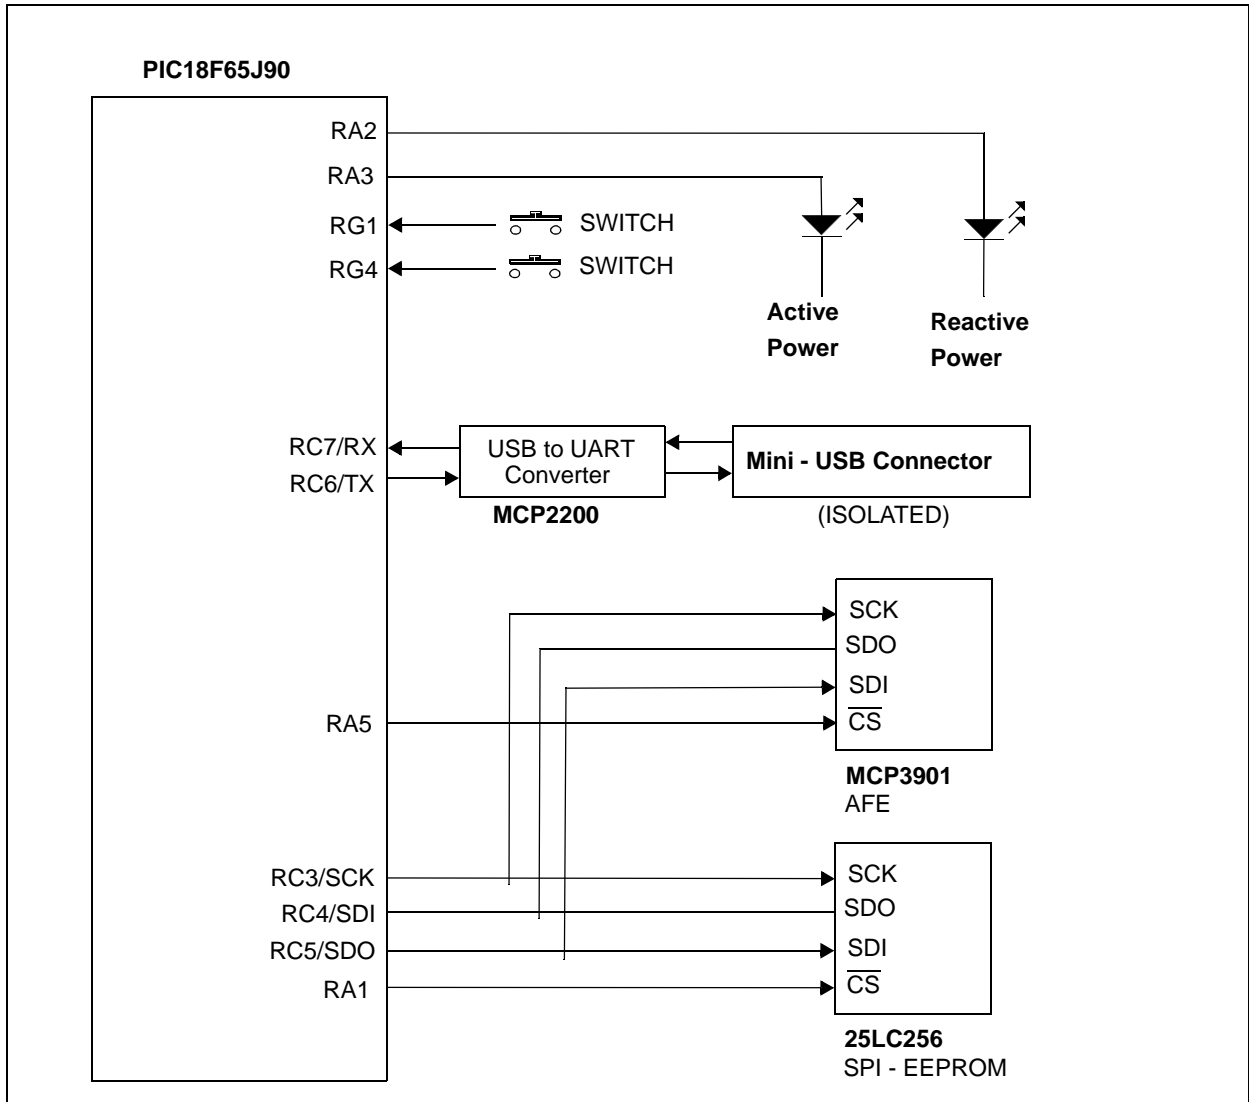 PIC18F65J90
RA2
RA3
RG1
SWITCH
RG4
SWITCH
Active
Power
Reactive
Power
RC7/RX
RC6/TX
USB to UART
Converter
MCP2200
Mini - USB Connector
(ISOLATED)
SCK
SDO
SDI
CS
RA5
MCP3901
AFE
RC3/SCK
RC4/SDI
RC5/SDO
RA1
SCK
SDO
SDI
CS
25LC256
SPI - EEPROM